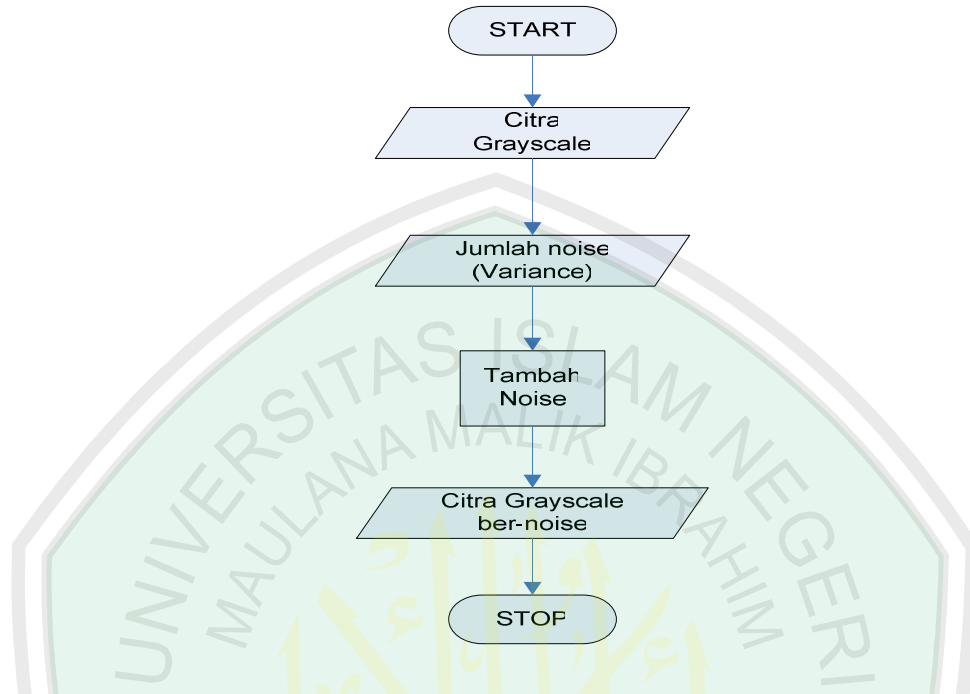 START
Citra
Grayscale
Jumlah noise
(Variance)
Tambah
Noise
Citra Grayscale
ber-noise
STOP
UNIVERSITAS ISLAM NEGERI
MAULANA MALIK IBRAHIM